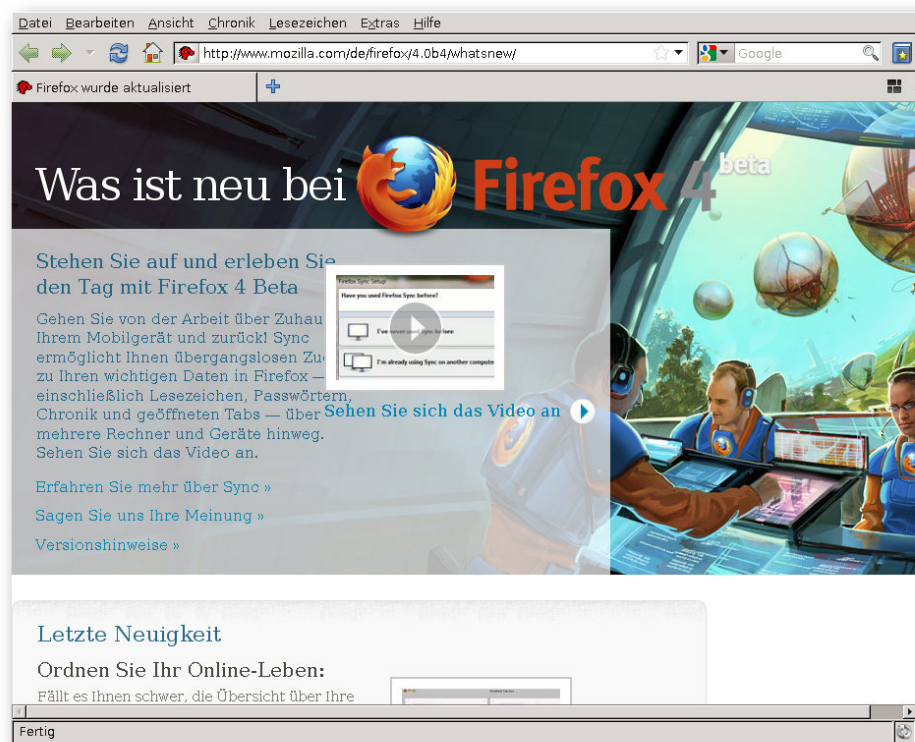 Datei Bearbeiten Ansicht Chronik Lesezeichen Extras Hilfe
http://www.mozilla.com/de/firefox/4.0b4/whatsnew/
Google
Firefox wurde aktualisiert
Was ist neu bei Firefox 4 beta
Stehen Sie auf und erleben Sie
den Tag mit Firefox 4 Beta
Gehen Sie von der Arbeit über Zuhau
Ihrem Mobilgerät und zurück! Sync
ermöglicht Ihnen übergangslosen Zu
zu Ihren wichtigen Daten in Firefox —
einschließlich Lesezeichen, Passwörtern,
Chronik und geöffneten Tabs — über
mehrere Rechner und Geräte hinweg.
Sehen Sie sich das Video an.
Erfahren Sie mehr über Sync »
Sagen Sie uns Ihre Meinung »
Versionshinweise »
Firefox Sync Setup
Have you used Firefox Sync before?
I've never used Sync before
I'm already using Sync on another compute
Sehen Sie sich das Video an
Letzte Neuigkeit
Ordnen Sie Ihr Online-Leben:
Fällt es Ihnen schwer, die Übersicht über Ihre
Fertig